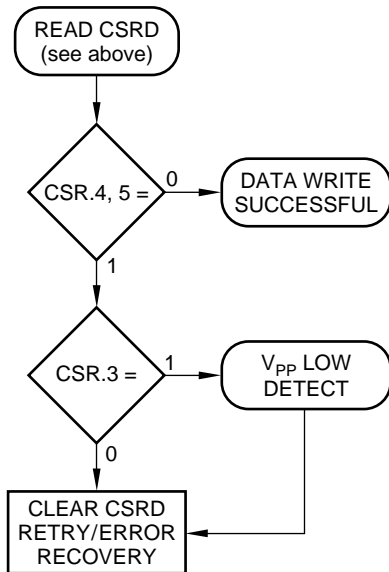 READ CSRD
(see above)
CSR.4, 5 =
0
DATA WRITE
SUCCESSFUL
1
CSR.3 =
1
VPP LOW
DETECT
0
CLEAR CSRD
RETRY/ERROR
RECOVERY